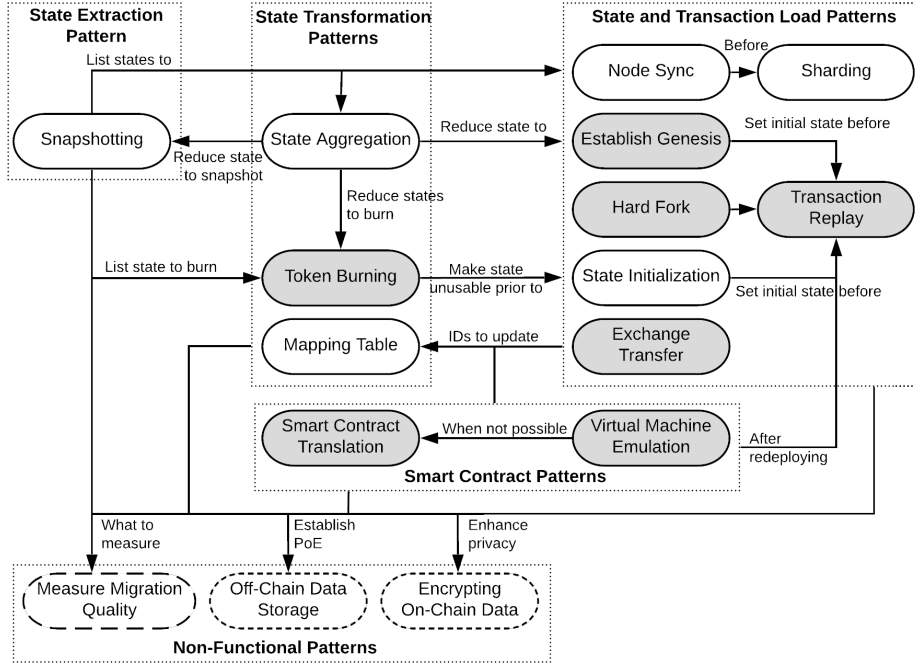 State Extraction
Pattern
State Transformation
Patterns
State and Transaction Load Patterns
List states to
Before
Node Sync
Sharding
Snapshotting
State Aggregation
Reduce state to
Establish Genesis
Set initial state before
Reduce state
to snapshot
Reduce states
to burn
Hard Fork
Transaction
Replay
List state to burn
Token Burning
Make state
unusable prior to
State Initialization
Set initial state before
Mapping Table
IDs to update
Exchange
Transfer
Smart Contract
Translation
When not possible
Virtual Machine
Emulation
After
redeploying
Smart Contract Patterns
What to
measure
Establish
PoE
Enhance
privacy
Measure Migration
Quality
Off-Chain Data
Storage
Encrypting
On-Chain Data
Non-Functional Patterns